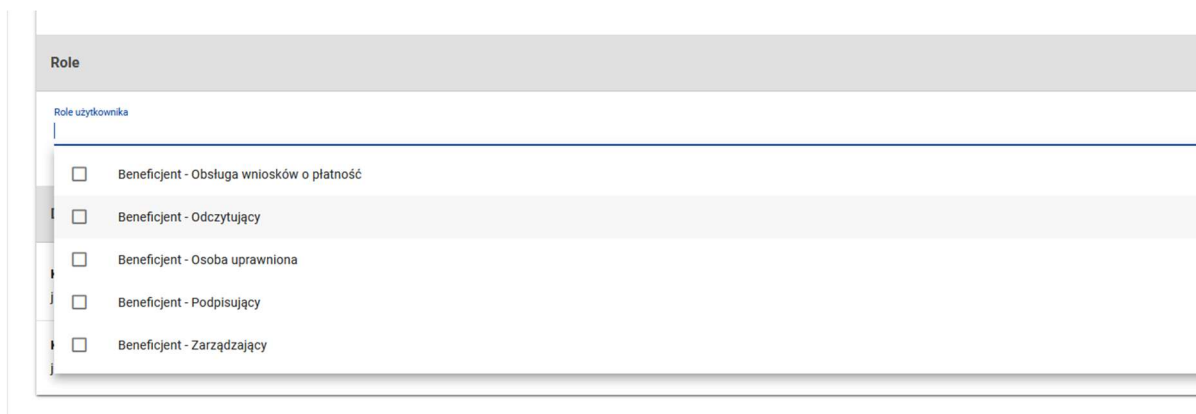 Role
Role użytkownika
Beneficjent - Obsługa wniosków o płatność
Beneficjent - Odczytujący
Beneficjent - Osoba uprawniona
Beneficjent - Podpisujący
Beneficjent - Zarządzający